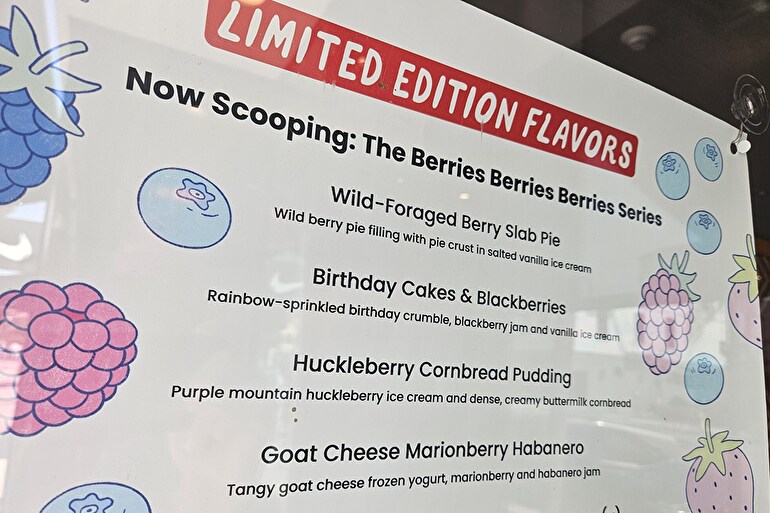 LIMITED EDITION FLAVORS
Now Scooping: The Berries Berries Berries Series
Wild-Foraged Berry Slab Pie
Wild berry pie filling with pie crust in salted vanilla ice cream
Birthday Cakes & Blackberries
Rainbow-sprinkled birthday crumble, blackberry jam and vanilla ice cream
Huckleberry Cornbread Pudding
Purple mountain huckleberry ice cream and dense, creamy buttermilk cornbread
Goat Cheese Marionberry Habanero
Tangy goat cheese frozen yogurt, marionberry and habanero jam